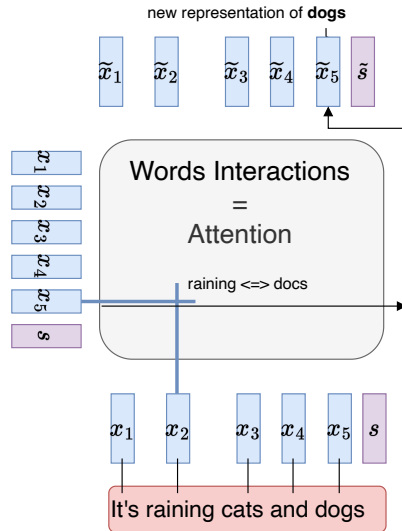 new representation of dogs
x̃₁ x̃₂ x̃₃ x̃₄ x̃₅ s̃
x₁
x₂
x₃
x₄
x₅
s
Words Interactions
=
Attention
raining <=> docs
x₁ x₂ x₃ x₄ x₅ s
It's raining cats and dogs